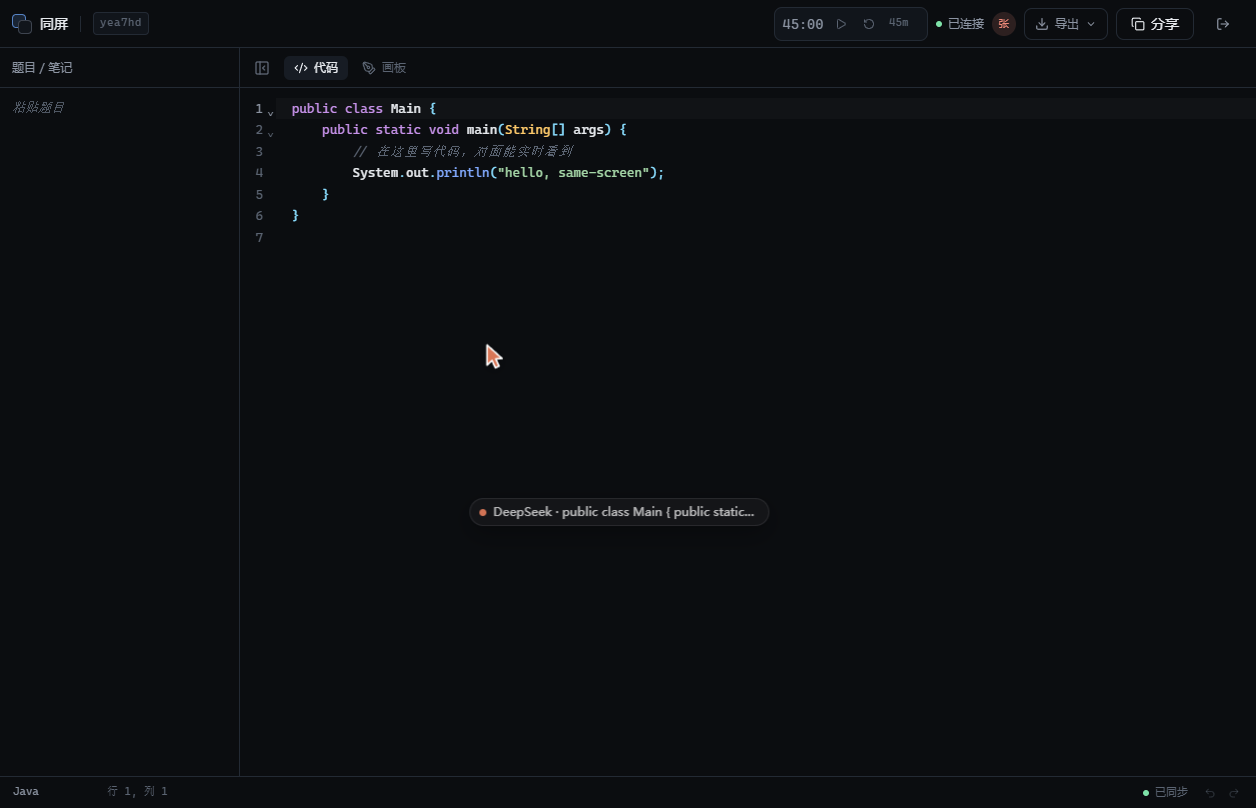 同屏 yea7hd 45:00 45m 已连接 张 导出 分享
题目 / 笔记 代码 画板
粘贴题目
1 public class Main {
2 public static void main(String[] args) {
3 // 在这里写代码，对面能实时看到
4 System.out.println("hello, same-screen");
5 }
6 }
7
DeepSeek · public class Main { public static...
Java 行 1, 列 1 已同步